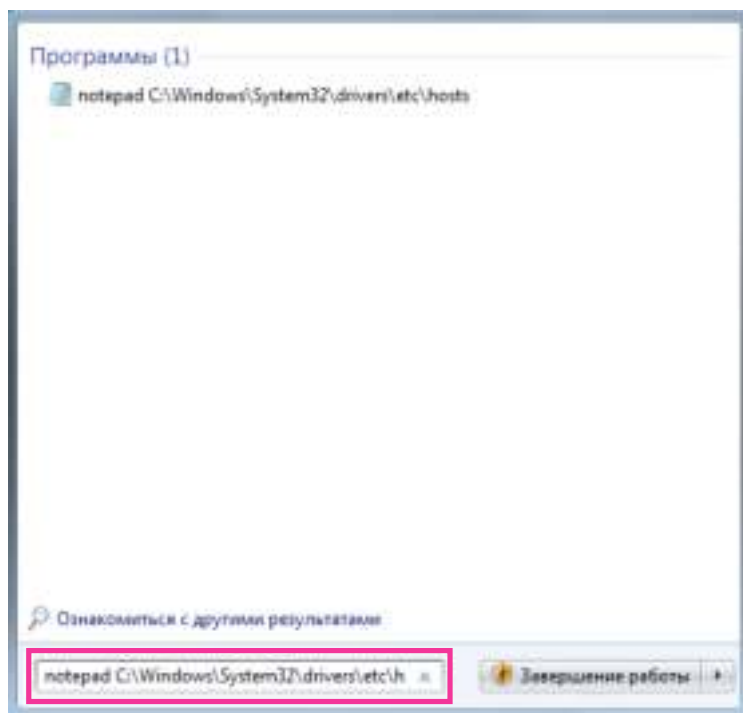 Программы (1)
notepad C:\Windows\System32\drivers\etc\hosts
Ознакомиться с другими результатами
notepad C:\Windows\System32\drivers\etc\h
Завершение работы